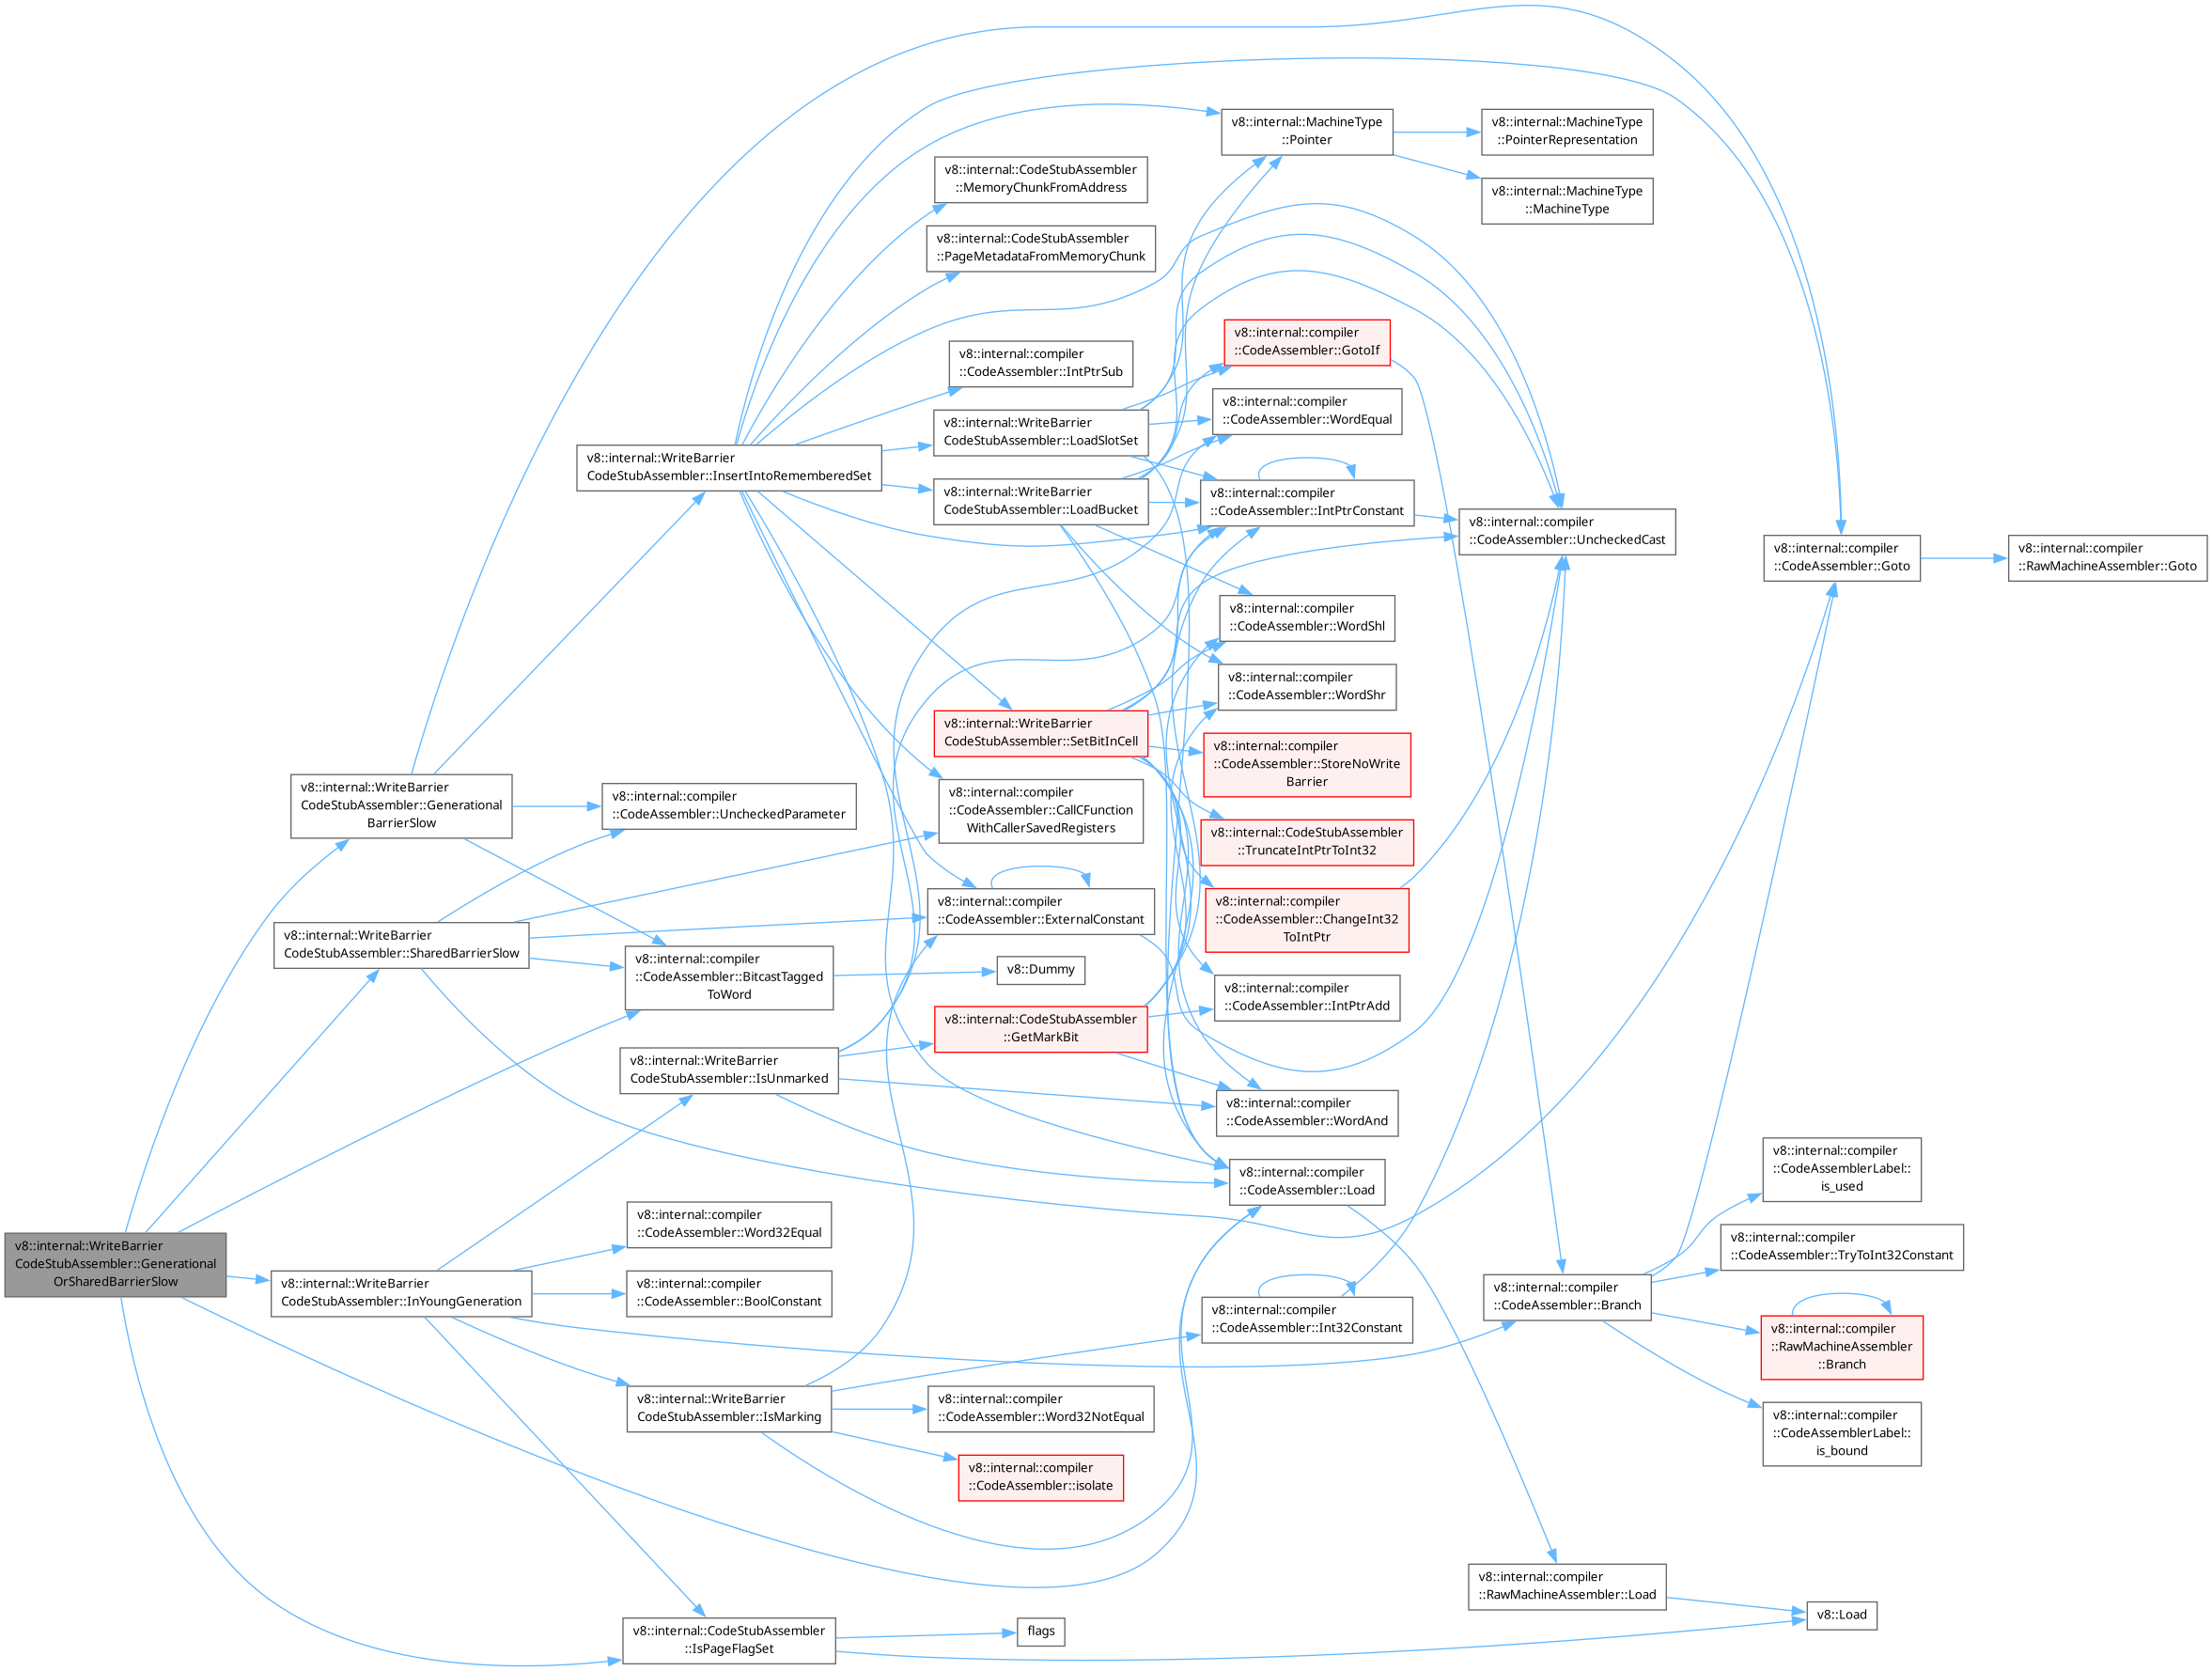 v8::internal::WriteBarrier
CodeStubAssembler::Generational
OrSharedBarrierSlow
v8::internal::WriteBarrier
CodeStubAssembler::Generational
BarrierSlow
v8::internal::WriteBarrier
CodeStubAssembler::SharedBarrierSlow
v8::internal::WriteBarrier
CodeStubAssembler::InYoungGeneration
v8::internal::WriteBarrier
CodeStubAssembler::InsertIntoRememberedSet
v8::internal::compiler
::CodeAssembler::UncheckedParameter
v8::internal::compiler
::CodeAssembler::BitcastTagged
ToWord
v8::internal::WriteBarrier
CodeStubAssembler::IsUnmarked
v8::internal::compiler
::CodeAssembler::Word32Equal
v8::internal::compiler
::CodeAssembler::BoolConstant
v8::internal::WriteBarrier
CodeStubAssembler::IsMarking
v8::internal::CodeStubAssembler
::IsPageFlagSet
v8::internal::CodeStubAssembler
::MemoryChunkFromAddress
v8::internal::CodeStubAssembler
::PageMetadataFromMemoryChunk
v8::internal::compiler
::CodeAssembler::IntPtrSub
v8::internal::WriteBarrier
CodeStubAssembler::LoadSlotSet
v8::internal::WriteBarrier
CodeStubAssembler::LoadBucket
v8::internal::WriteBarrier
CodeStubAssembler::SetBitInCell
v8::internal::compiler
::CodeAssembler::CallCFunction
WithCallerSavedRegisters
v8::internal::compiler
::CodeAssembler::ExternalConstant
v8::Dummy
v8::internal::CodeStubAssembler
::GetMarkBit
v8::internal::compiler
::CodeAssembler::Word32NotEqual
v8::internal::compiler
::CodeAssembler::isolate
flags
v8::internal::MachineType
::Pointer
v8::internal::compiler
::CodeAssembler::GotoIf
v8::internal::compiler
::CodeAssembler::WordEqual
v8::internal::compiler
::CodeAssembler::IntPtrConstant
v8::internal::compiler
::CodeAssembler::WordShl
v8::internal::compiler
::CodeAssembler::WordShr
v8::internal::compiler
::CodeAssembler::StoreNoWrite
Barrier
v8::internal::CodeStubAssembler
::TruncateIntPtrToInt32
v8::internal::compiler
::CodeAssembler::ChangeInt32
ToIntPtr
v8::internal::compiler
::CodeAssembler::IntPtrAdd
v8::internal::compiler
::CodeAssembler::WordAnd
v8::internal::compiler
::CodeAssembler::Load
v8::internal::compiler
::CodeAssembler::Int32Constant
v8::internal::MachineType
::PointerRepresentation
v8::internal::MachineType
::MachineType
v8::internal::compiler
::CodeAssembler::UncheckedCast
v8::internal::compiler
::CodeAssembler::Branch
v8::internal::compiler
::RawMachineAssembler::Load
v8::internal::compiler
::CodeAssembler::Goto
v8::internal::compiler
::CodeAssemblerLabel::
is_used
v8::internal::compiler
::CodeAssembler::TryToInt32Constant
v8::internal::compiler
::RawMachineAssembler
::Branch
v8::internal::compiler
::CodeAssemblerLabel::
is_bound
v8::Load
v8::internal::compiler
::RawMachineAssembler::Goto